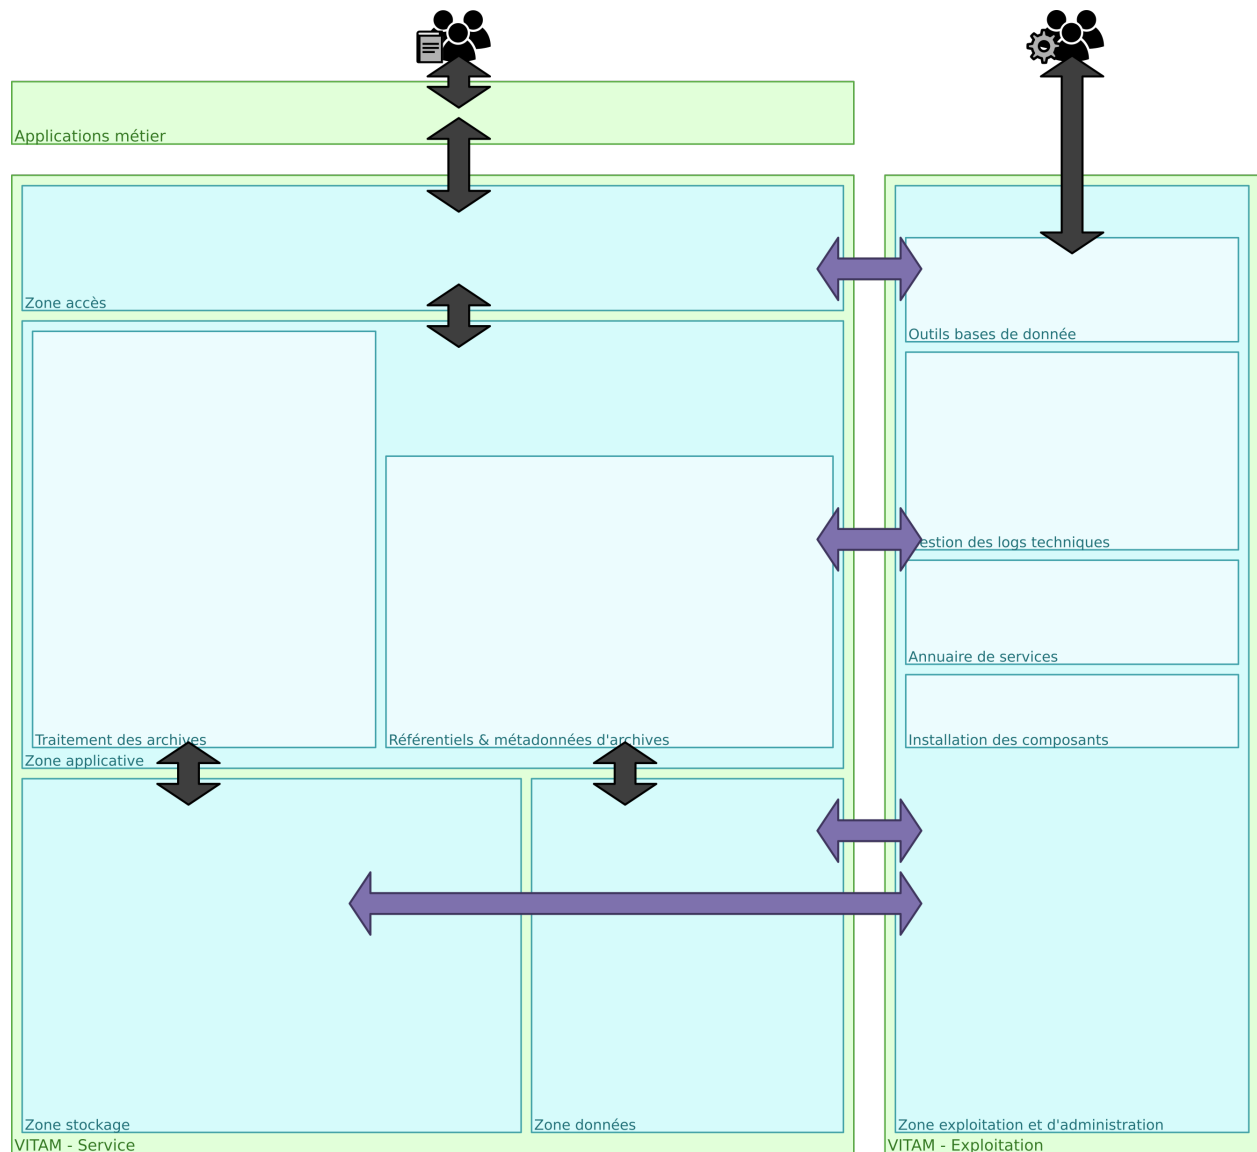 Applications métier
Zone accès
Outils bases de donnée
estion des logs techniques
Annuaire de services
Traitement des archives
Référentiels & métadonnées d'archives
Installation des composants
Zone applicative
Zone stockage
Zone données
Zone exploitation et d'administration
VITAM - Service
VITAM - Exploitation